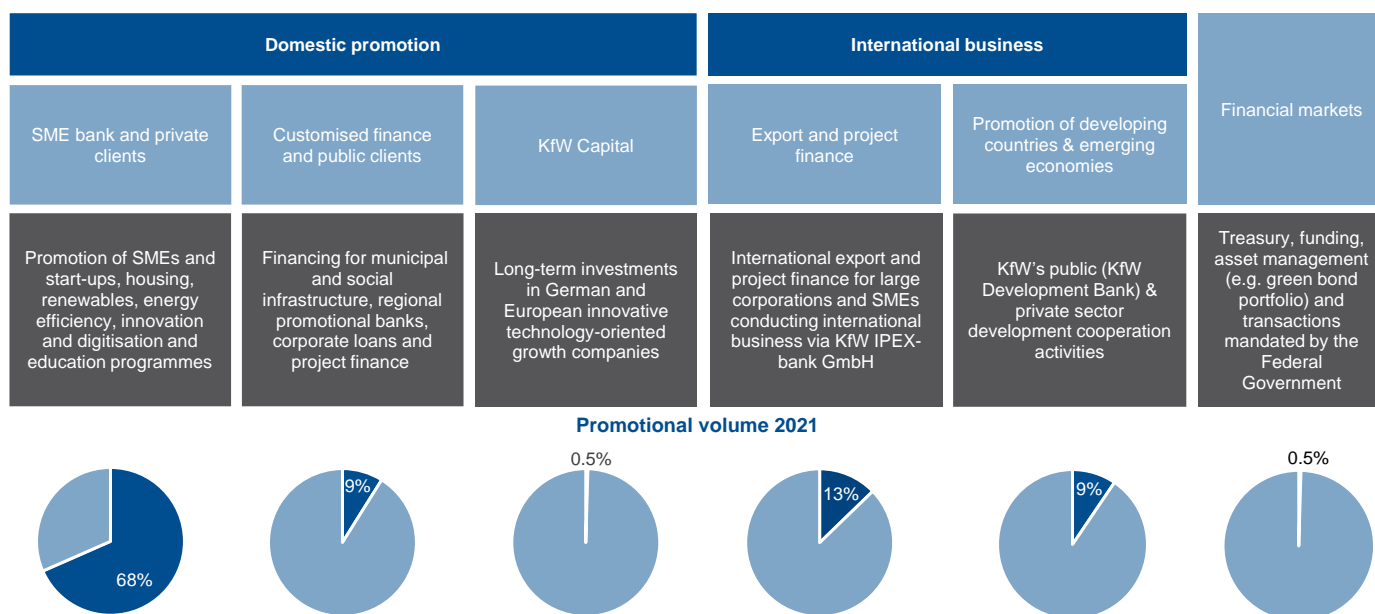 Domestic promotion
International business
Financial markets
SME bank and private
clients
Customised finance
and public clients
KfW Capital
Export and project
finance
Promotion of developing
countries & emerging
economies
Promotion of SMEs and
start-ups, housing,
renewables, energy
efficiency, innovation
and digitisation and
education programmes
Financing for municipal
and social
infrastructure, regional
promotional banks,
corporate loans and
project finance
Long-term investments
in German and
European innovative
technology-oriented
growth companies
International export and
project finance for large
corporations and SMEs
conducting international
business via KfW IPEX-
bank GmbH
KfW's public (KfW
Development Bank) &
private sector
development cooperation
activities
Treasury, funding,
asset management
(e.g. green bond
portfolio) and
transactions
mandated by the
Federal
Government
Promotional volume 2021
68%
9%
0.5%
13%
9%
0.5%